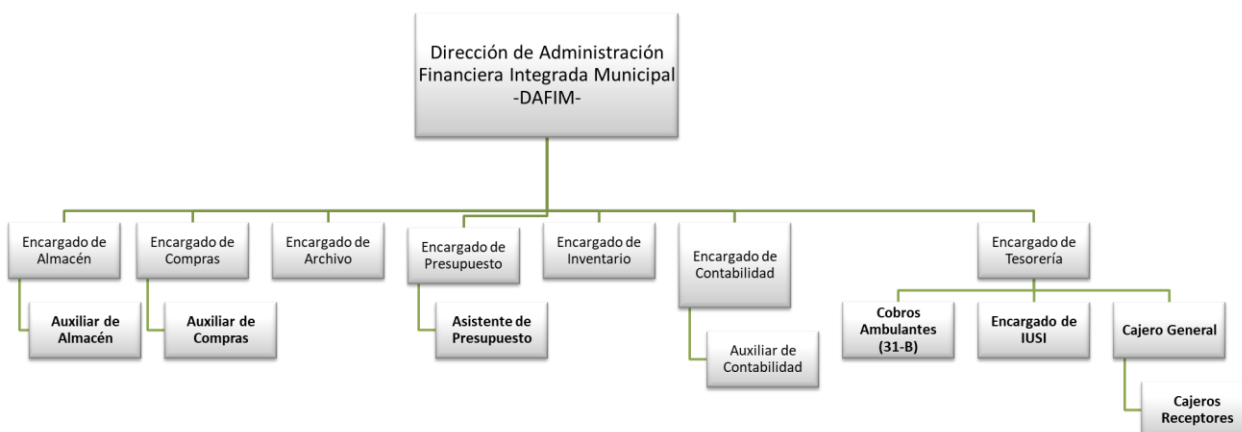 Dirección de Administración
Financiera Integrada Municipal
-DAFIM-
Encargado de
Almacén
Encargado de
Compras
Encargado de
Archivo
Encargado de
Presupuesto
Encargado de
Inventario
Encargado de
Contabilidad
Encargado de
Tesorería
Auxiliar de
Almacén
Auxiliar de
Compras
Asistente de
Presupuesto
Auxiliar de
Contabilidad
Cobros
Ambulantes
(31-B)
Encargado de
IUSI
Cajero General
Cajeros
Receptores